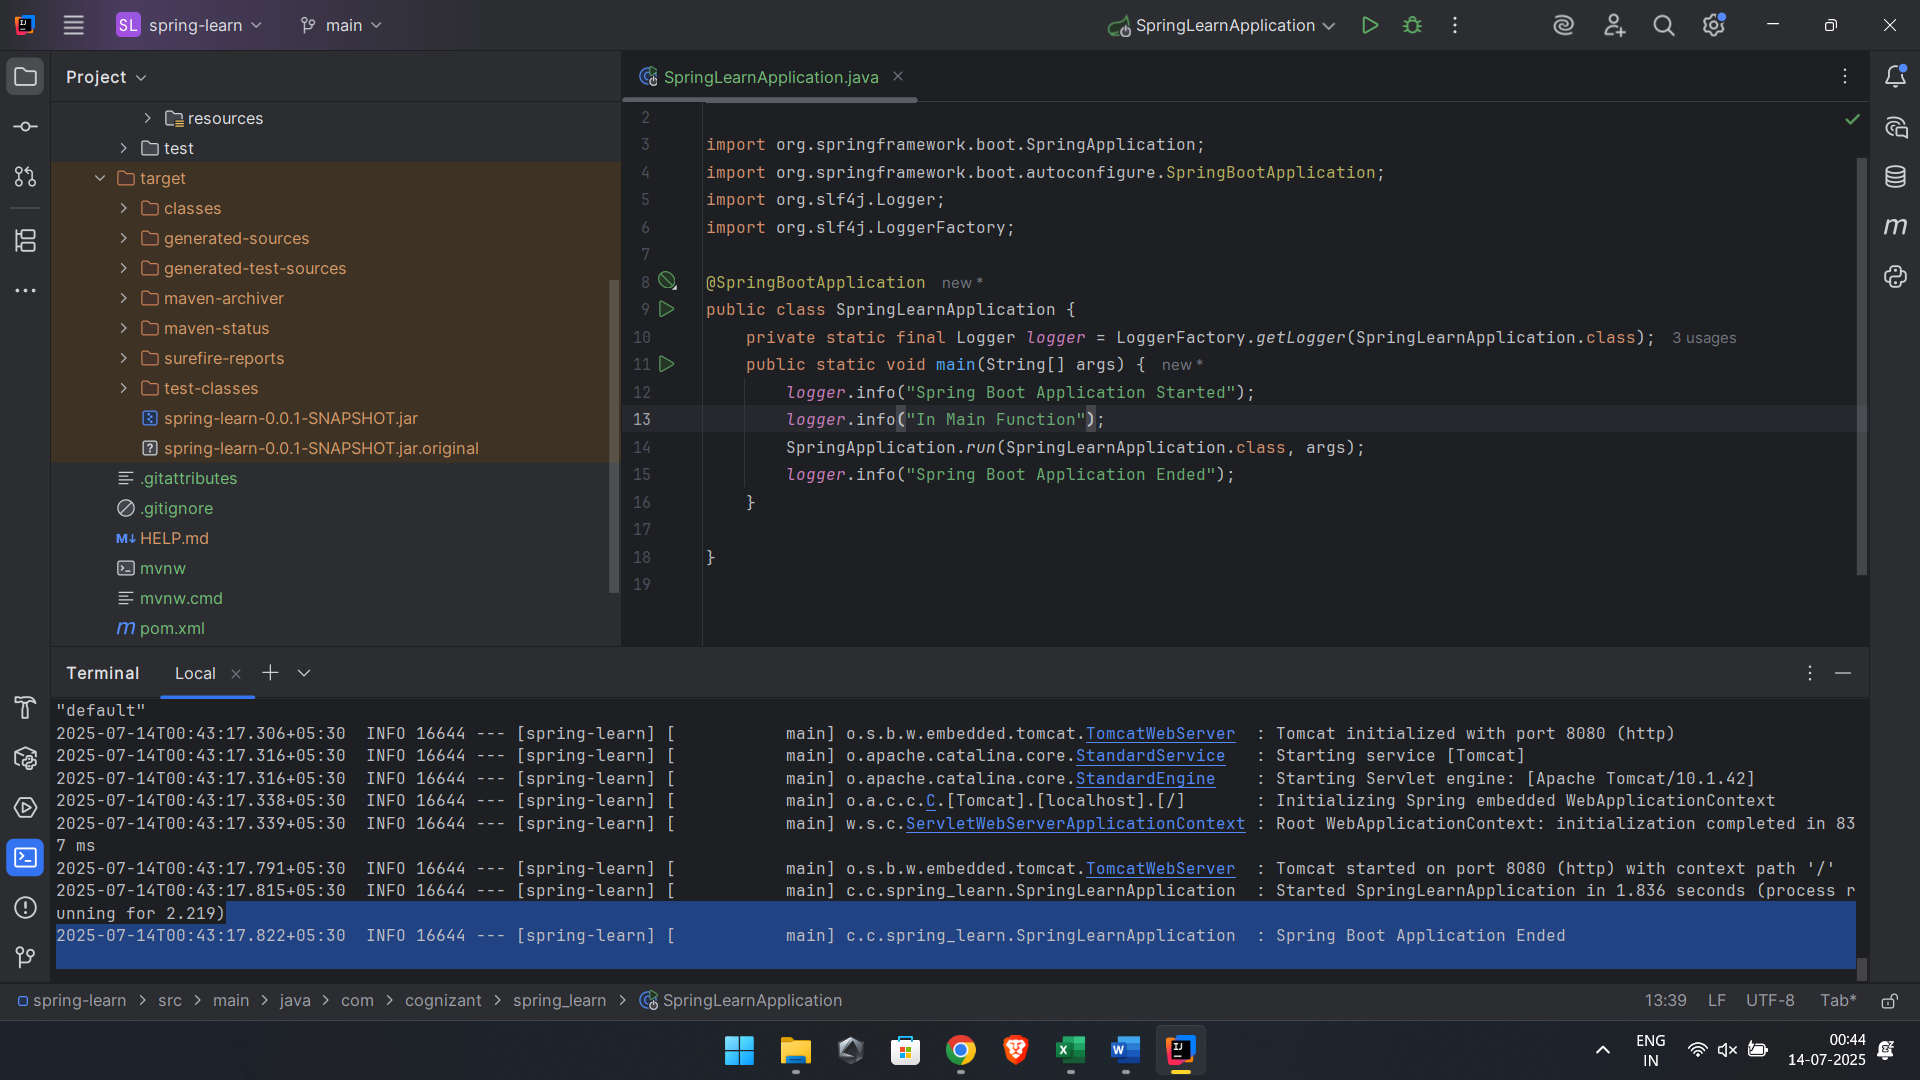 SL spring-learn
main
SpringLearnApplication
Project
SpringLearnApplication.java
resources
test
target
classes
generated-sources
generated-test-sources
maven-archiver
maven-status
surefire-reports
test-classes
spring-learn-0.0.1-SNAPSHOT.jar
spring-learn-0.0.1-SNAPSHOT.jar.original
.gitattributes
.gitignore
M↓ HELP.md
mvnw
mvnw.cmd
m pom.xml
2
3 import org.springframework.boot.SpringApplication;
4 import org.springframework.boot.autoconfigure.SpringBootApplication;
5 import org.slf4j.Logger;
6 import org.slf4j.LoggerFactory;
7
8 @SpringBootApplication new *
9 public class SpringLearnApplication {
10 private static final Logger logger = LoggerFactory.getLogger(SpringLearnApplication.class); 3 usages
11 public static void main(String[] args) { new *
12 logger.info("Spring Boot Application Started");
13 logger.info("In Main Function");
14 SpringApplication.run(SpringLearnApplication.class, args);
15 logger.info("Spring Boot Application Ended");
16 }
17
18 }
19
m
Terminal Local
"default"
2025-07-14T00:43:17.306+05:30 INFO 16644 --- [spring-learn] [ main] o.s.b.w.embedded.tomcat.TomcatWebServer : Tomcat initialized with port 8080 (http)
2025-07-14T00:43:17.316+05:30 INFO 16644 --- [spring-learn] [ main] o.apache.catalina.core.StandardService : Starting service [Tomcat]
2025-07-14T00:43:17.316+05:30 INFO 16644 --- [spring-learn] [ main] o.apache.catalina.core.StandardEngine : Starting Servlet engine: [Apache Tomcat/10.1.42]
2025-07-14T00:43:17.338+05:30 INFO 16644 --- [spring-learn] [ main] o.a.c.c.C.[Tomcat].[localhost].[/] : Initializing Spring embedded WebApplicationContext
2025-07-14T00:43:17.339+05:30 INFO 16644 --- [spring-learn] [ main] w.s.c.ServletWebServerApplicationContext : Root WebApplicationContext: initialization completed in 83
7 ms
2025-07-14T00:43:17.791+05:30 INFO 16644 --- [spring-learn] [ main] o.s.b.w.embedded.tomcat.TomcatWebServer : Tomcat started on port 8080 (http) with context path '/'
2025-07-14T00:43:17.815+05:30 INFO 16644 --- [spring-learn] [ main] c.c.spring_learn.SpringLearnApplication : Started SpringLearnApplication in 1.836 seconds (process r
unning for 2.219)
2025-07-14T00:43:17.822+05:30 INFO 16644 --- [spring-learn] [ main] c.c.spring_learn.SpringLearnApplication : Spring Boot Application Ended
spring-learn > src > main > java > com > cognizant > spring_learn > SpringLearnApplication
13:39 LF UTF-8 Tab*
ENG
IN
00:44
14-07-2025